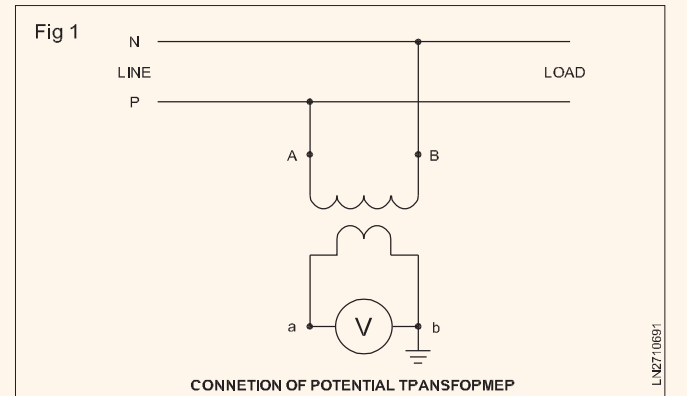 Fig 1
N
LINE LOAD
P
A B
a V b
CONNETION OF POTENTIAL TPANSFOPMEP
LN2710691